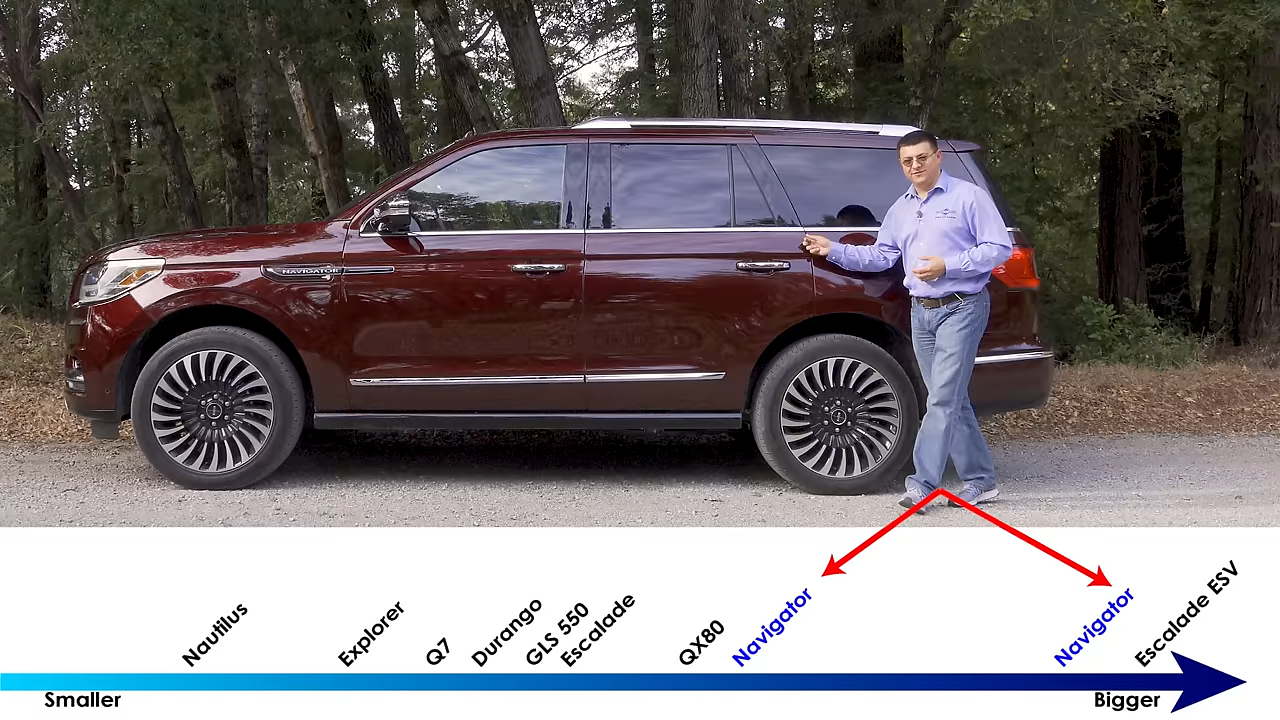 NAVIGATOR
Nautilus
Explorer
Q7
Durango
GLS 550
Escalade
QX80
Navigator
Navigator
Escalade ESV
Smaller
Bigger